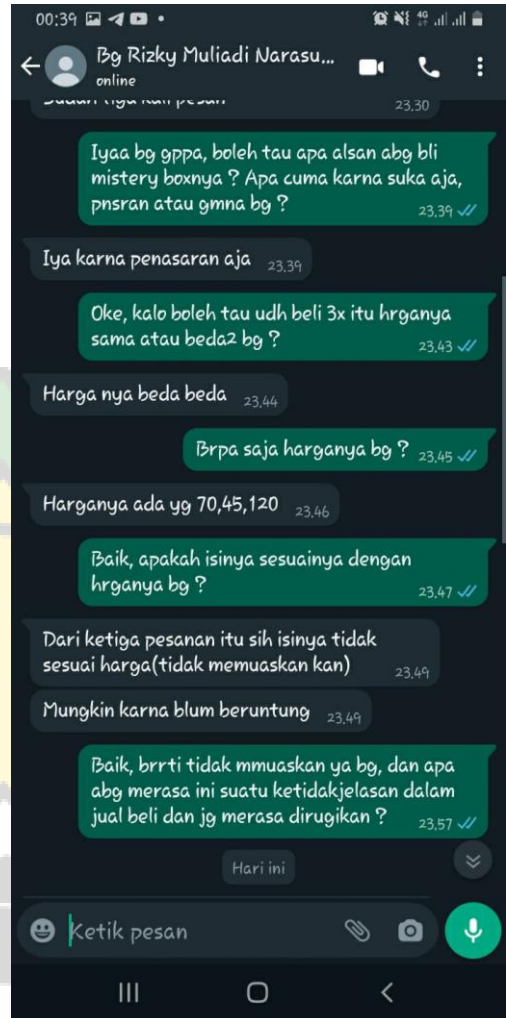 00:39
4G
Bg Rizky Muliadi Narasu...
online
23.30
Iyaa bg gppa, boleh tau apa alsan abg bli
mistery boxnya ? Apa cuma karna suka aja,
pnsran atau gmna bg ?
23.39
Iya karna penasaran aja 23.39
Oke, kalo boleh tau udh beli 3x itu hrganya
sama atau beda2 bg ?
23.43
Harga nya beda beda 23.44
Brpa saja harganya bg ? 23.45
Harganya ada yg 70,45,120 23.46
Baik, apakah isinya sesuainya dengan
hrganya bg ?
23.47
Dari ketiga pesanan itu sih isinya tidak
sesuai harga(tidak memuaskan kan)
23.49
Mungkin karna blum beruntung 23.49
Baik, brrti tidak mmuaskan ya bg, dan apa
abg merasa ini suatu ketidakjelasan dalam
jual beli dan jg merasa dirugikan ?
23.57
Hari ini
Ketik pesan